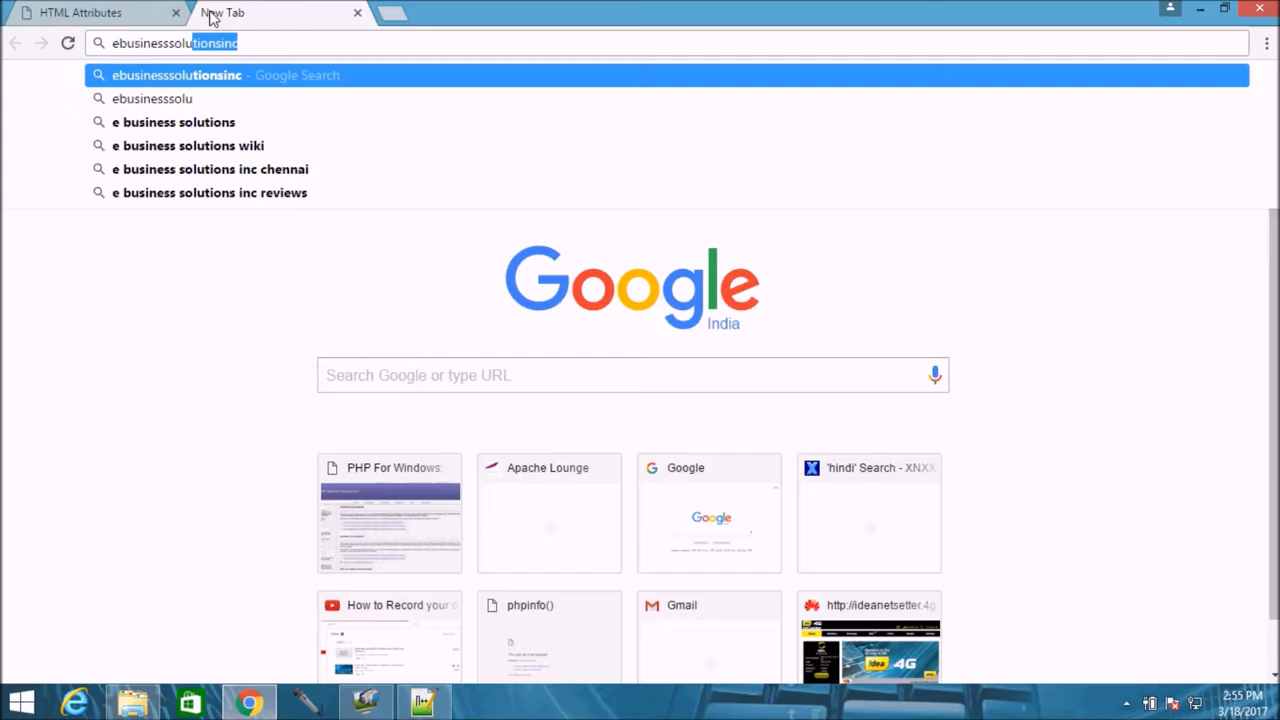 HTML Attributes
New Tab
ebusinesssolutionsinc
ebusinesssolutionsinc - Google Search
ebusinesssolu
e business solutions
e business solutions wiki
e business solutions inc chennai
e business solutions inc reviews
Google
India
Search Google or type URL
PHP For Windows:
Apache Lounge
Google
'hindi' Search - XNXX
Google
How to Record your
phpinfo()
Gmail
http://ideanetsetter.4g
Idea 4G
2:55 PM
3/18/2017